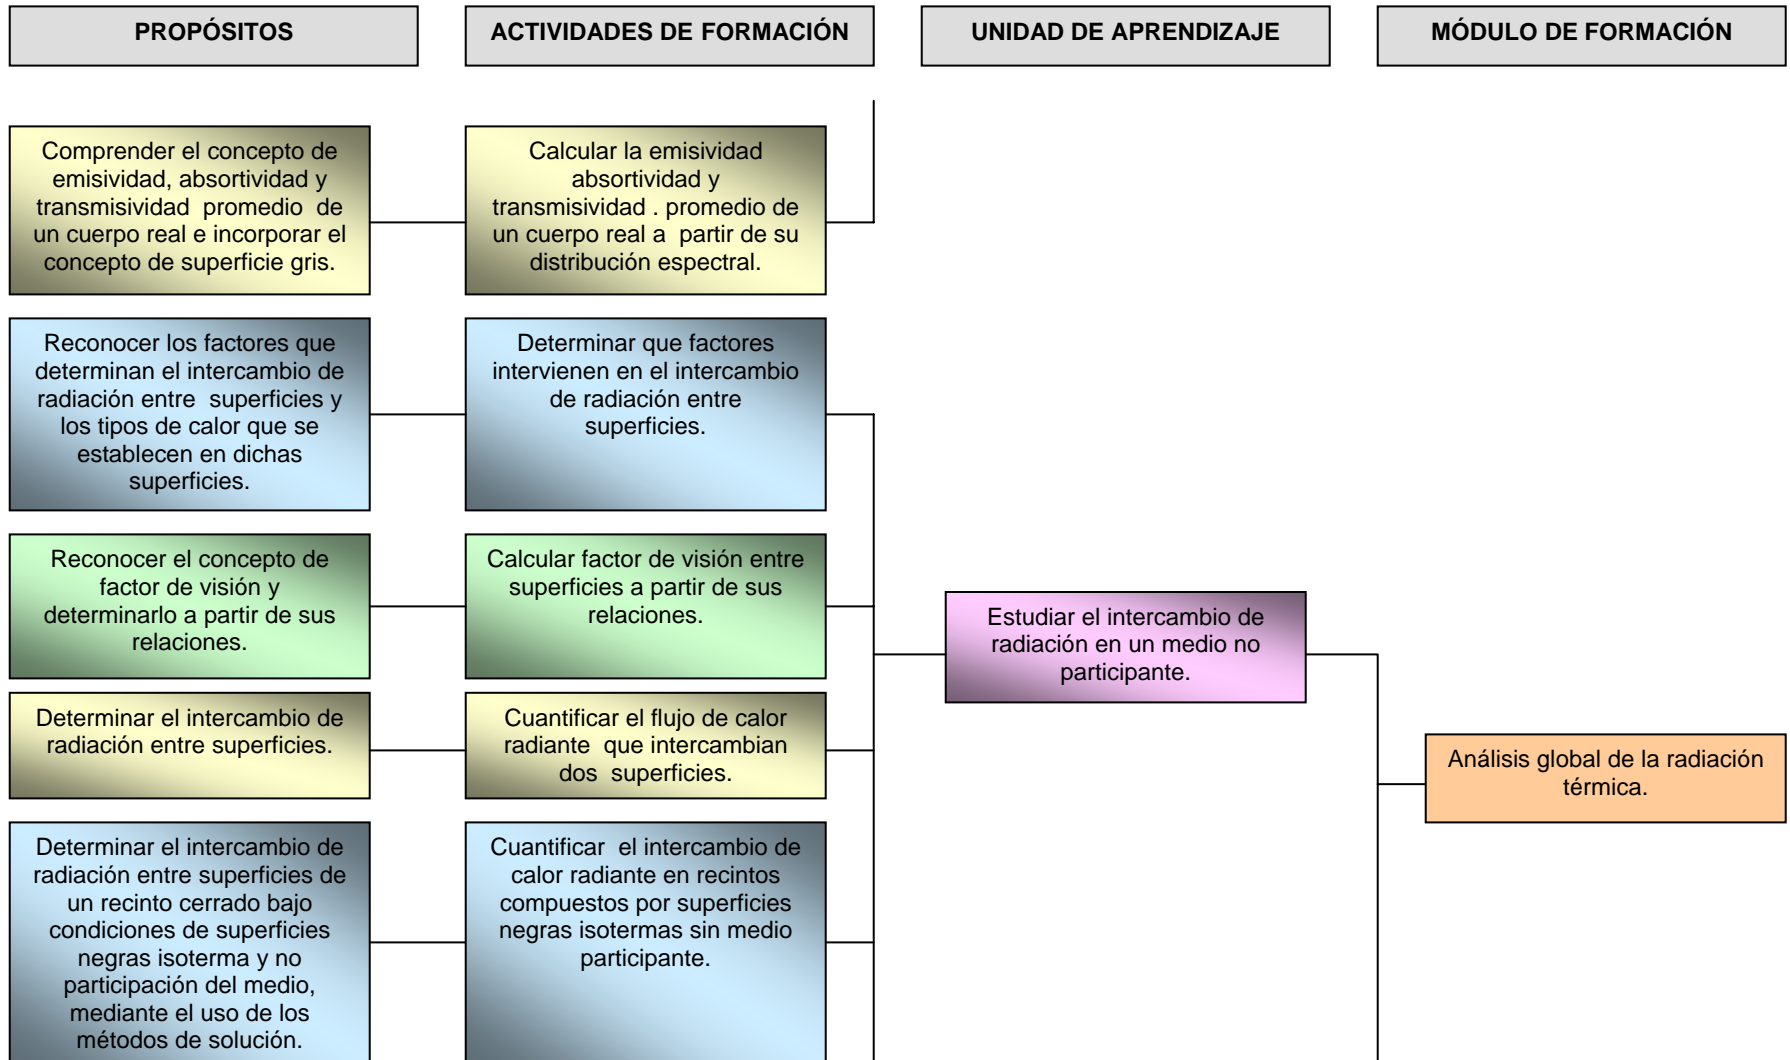 PROPÓSITOS
ACTIVIDADES DE FORMACIÓN
UNIDAD DE APRENDIZAJE
MÓDULO DE FORMACIÓN
Comprender el concepto de
emisividad, absortividad y
transmisividad promedio de
un cuerpo real e incorporar el
concepto de superficie gris.
Calcular la emisividad
absortividad y
transmisividad . promedio de
un cuerpo real a partir de su
distribución espectral.
Reconocer los factores que
determinan el intercambio de
radiación entre superficies y
los tipos de calor que se
establecen en dichas
superficies.
Determinar que factores
intervienen en el intercambio
de radiación entre
superficies.
Reconocer el concepto de
factor de visión y
determinarlo a partir de sus
relaciones.
Calcular factor de visión entre
superficies a partir de sus
relaciones.
Estudiar el intercambio de
radiación en un medio no
participante.
Determinar el intercambio de
radiación entre superficies.
Cuantificar el flujo de calor
radiante que intercambian
dos superficies.
Análisis global de la radiación
térmica.
Determinar el intercambio de
radiación entre superficies de
un recinto cerrado bajo
condiciones de superficies
negras isoterma y no
participación del medio,
mediante el uso de los
métodos de solución.
Cuantificar el intercambio de
calor radiante en recintos
compuestos por superficies
negras isotermas sin medio
participante.